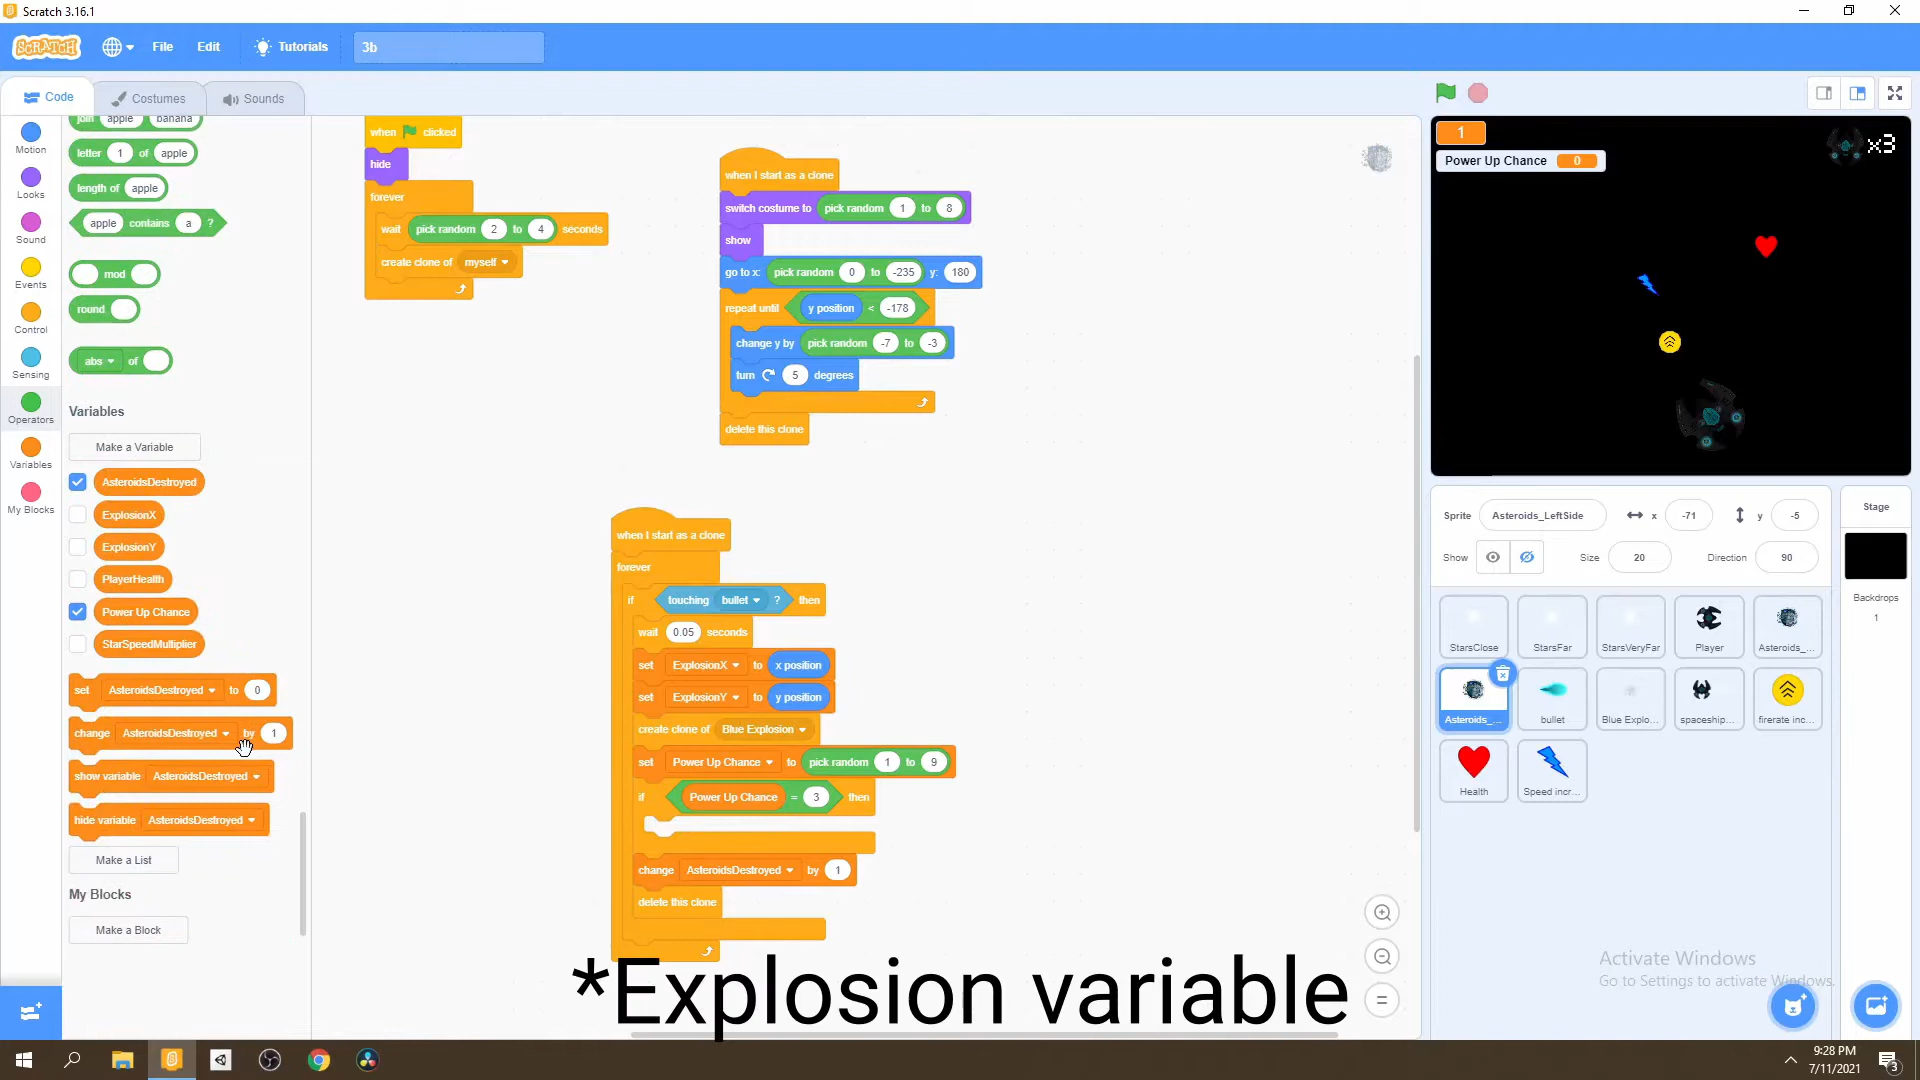 Scratch 3.16.1
SCRATCH
File
Edit
Tutorials
3b
Code
Costumes
Sounds
Motion
Looks
Sound
Events
Control
Sensing
Operators
Variables
My Blocks
join apple banana
letter 1 of apple
length of apple
apple contains a ?
mod
round
abs of
Variables
Make a Variable
AsteroidsDestroyed
ExplosionX
ExplosionY
PlayerHealth
Power Up Chance
StarSpeedMultiplier
set AsteroidsDestroyed to 0
change AsteroidsDestroyed by 1
show variable AsteroidsDestroyed
hide variable AsteroidsDestroyed
Make a List
My Blocks
Make a Block
when clicked
hide
forever
wait pick random 2 to 4 seconds
create clone of myself
when I start as a clone
switch costume to pick random 1 to 8
show
go to x: pick random 0 to -235 y: 180
repeat until y position < -178
change y by pick random -7 to -3
turn 5 degrees
delete this clone
when I start as a clone
forever
if touching bullet ? then
wait 0.05 seconds
set ExplosionX to x position
set ExplosionY to y position
create clone of Blue Explosion
set Power Up Chance to pick random 1 to 9
if Power Up Chance = 3 then
change AsteroidsDestroyed by 1
delete this clone
*Explosion variable
1
Power Up Chance 0
x3
Sprite Asteroids_LeftSide x -71 y -5
Show Size 20 Direction 90
StarsClose
StarsFar
StarsVeryFar
Player
Asteroids_...
Asteroids_...
bullet
Blue Explo...
spaceship...
firerate inc...
Health
Speed incr...
Stage
Backdrops
1
Activate Windows
Go to Settings to activate Windows.
9:28 PM
7/11/2021
3